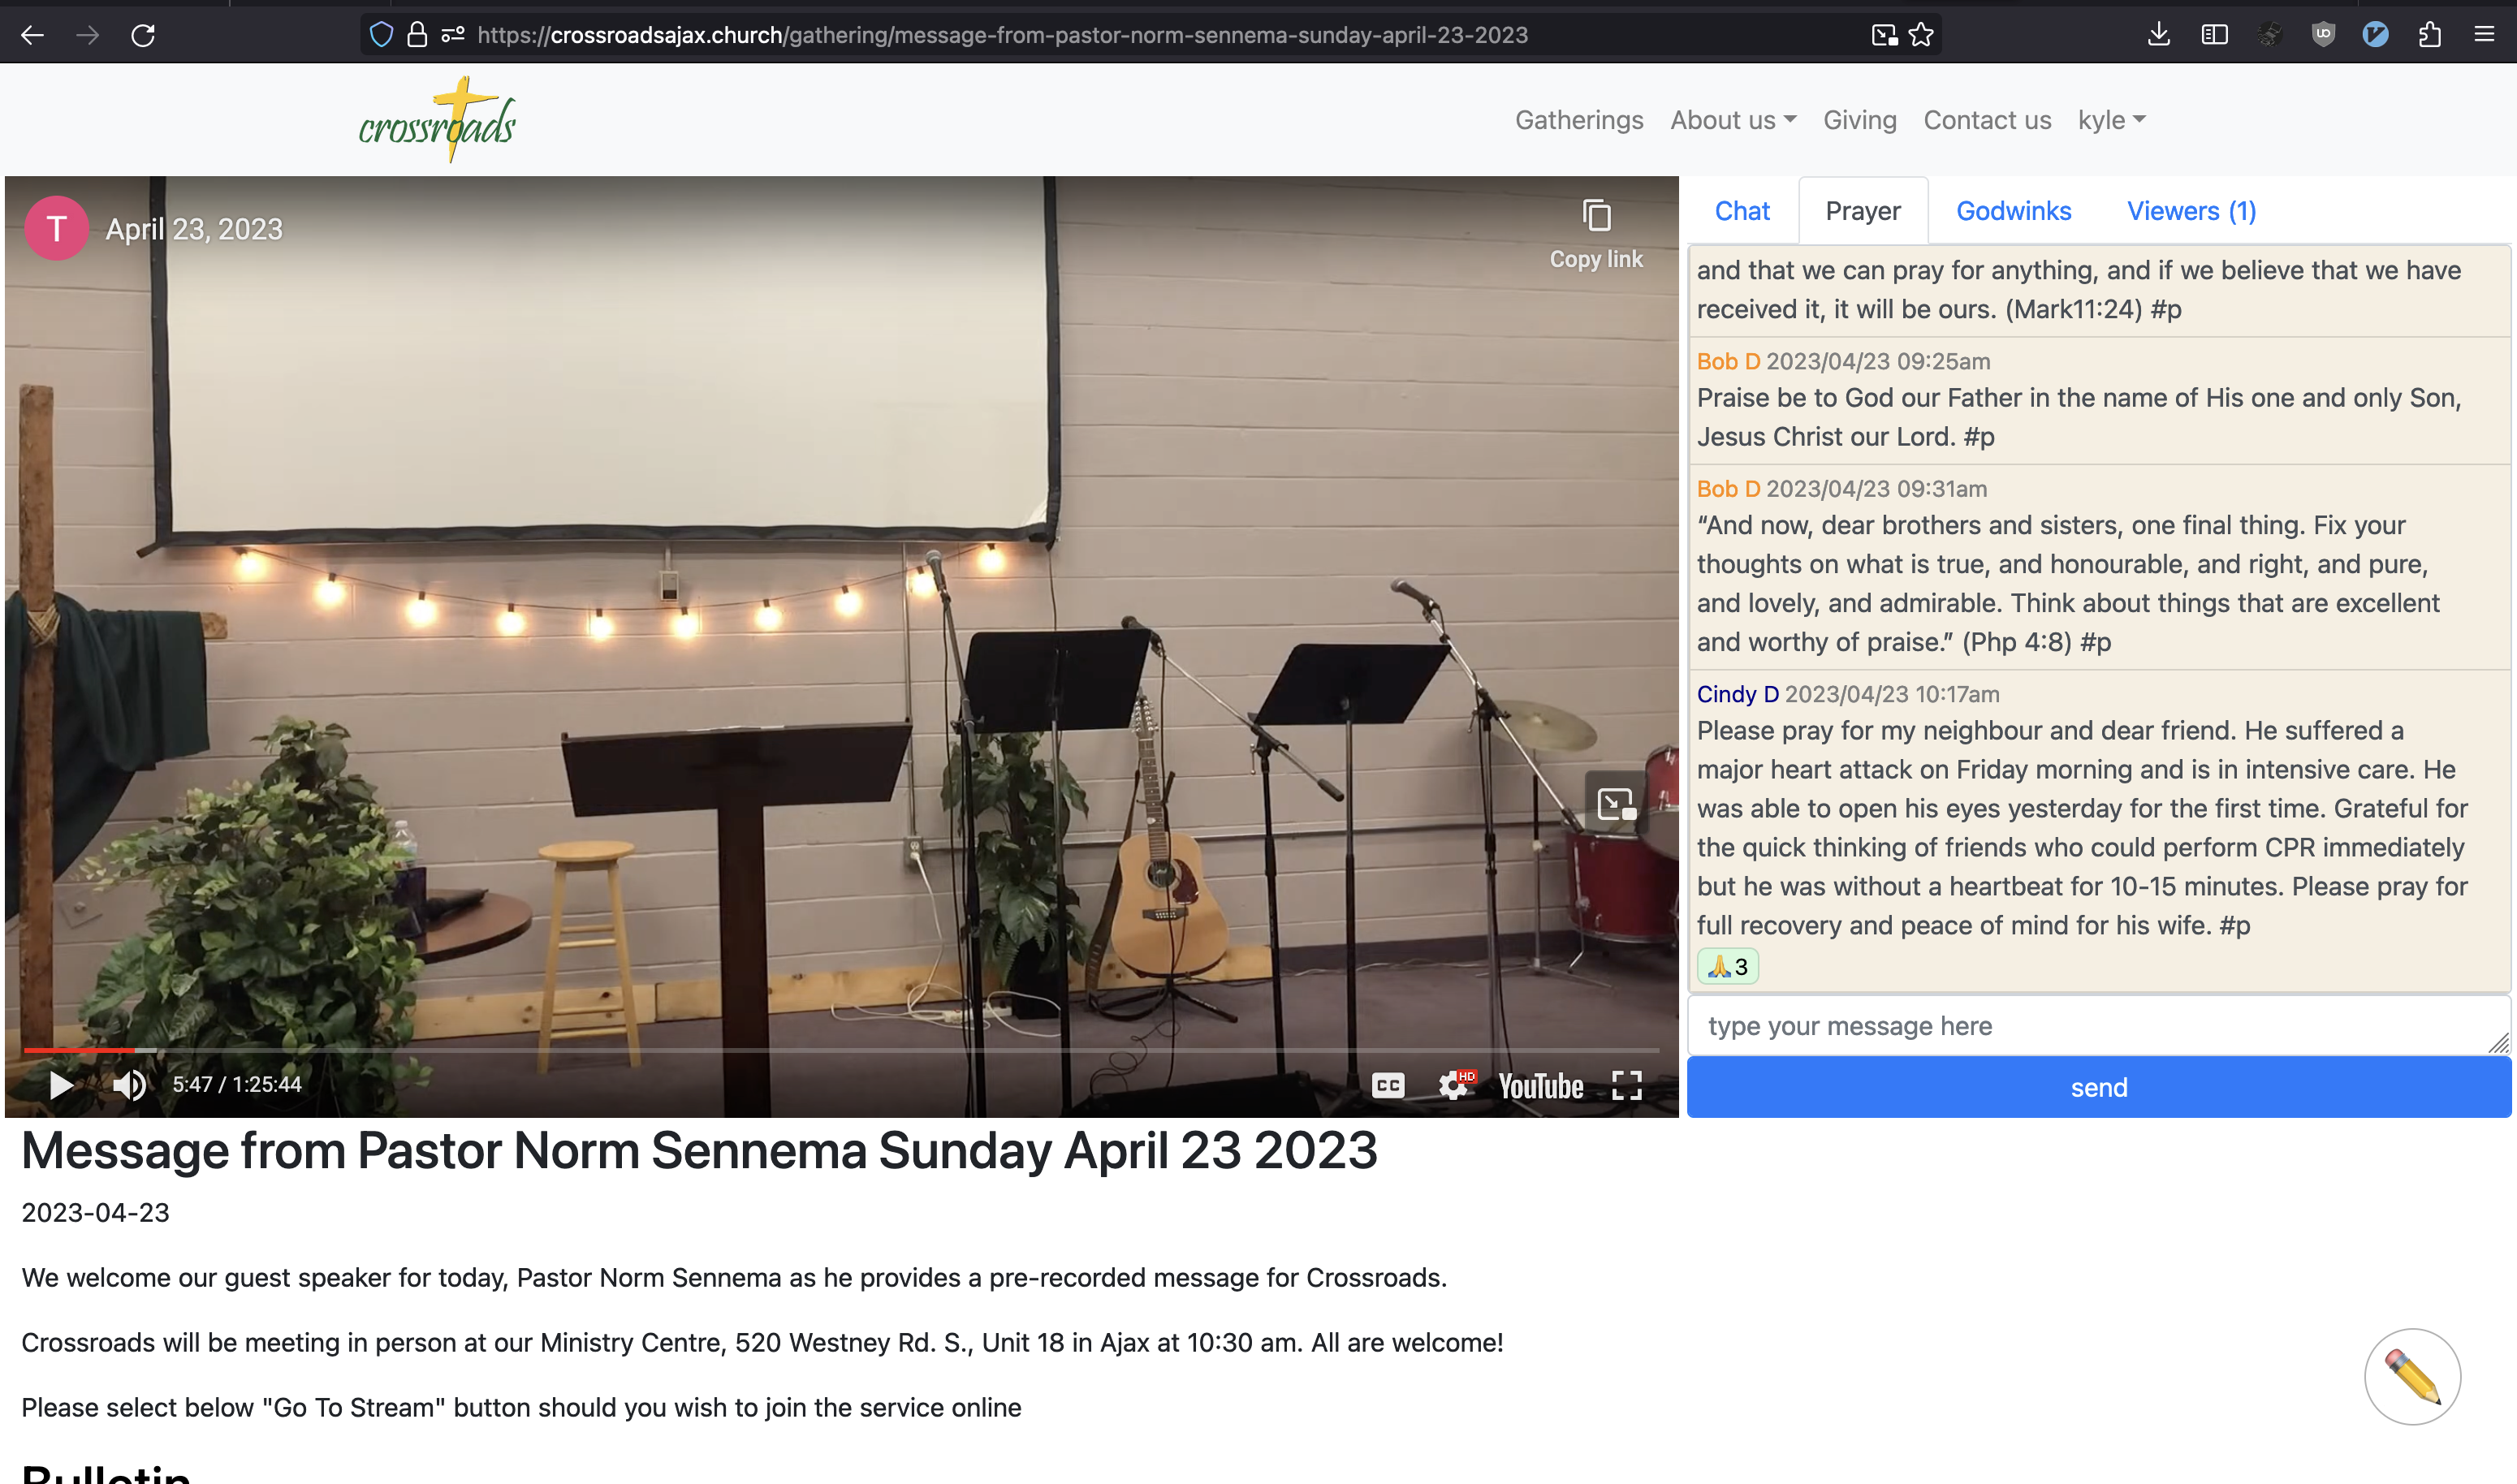 https://crossroadsajax.church/gathering/message-from-pastor-norm-sennema-sunday-april-23-2023
crossroads
Gatherings About us Giving Contact us kyle
T April 23, 2023
Copy link
Chat Prayer Godwinks Viewers (1)
and that we can pray for anything, and if we believe that we have
received it, it will be ours. (Mark11:24) #p
Bob D 2023/04/23 09:25am
Praise be to God our Father in the name of His one and only Son,
Jesus Christ our Lord. #p
Bob D 2023/04/23 09:31am
“And now, dear brothers and sisters, one final thing. Fix your
thoughts on what is true, and honourable, and right, and pure,
and lovely, and admirable. Think about things that are excellent
and worthy of praise.” (Php 4:8) #p
Cindy D 2023/04/23 10:17am
Please pray for my neighbour and dear friend. He suffered a
major heart attack on Friday morning and is in intensive care. He
was able to open his eyes yesterday for the first time. Grateful for
the quick thinking of friends who could perform CPR immediately
but he was without a heartbeat for 10-15 minutes. Please pray for
full recovery and peace of mind for his wife. #p
🙏 3
type your message here
send
5:47 / 1:25:44
CC HD YouTube
Message from Pastor Norm Sennema Sunday April 23 2023
2023-04-23
We welcome our guest speaker for today, Pastor Norm Sennema as he provides a pre-recorded message for Crossroads.
Crossroads will be meeting in person at our Ministry Centre, 520 Westney Rd. S., Unit 18 in Ajax at 10:30 am. All are welcome!
Please select below "Go To Stream" button should you wish to join the service online
Bulletin